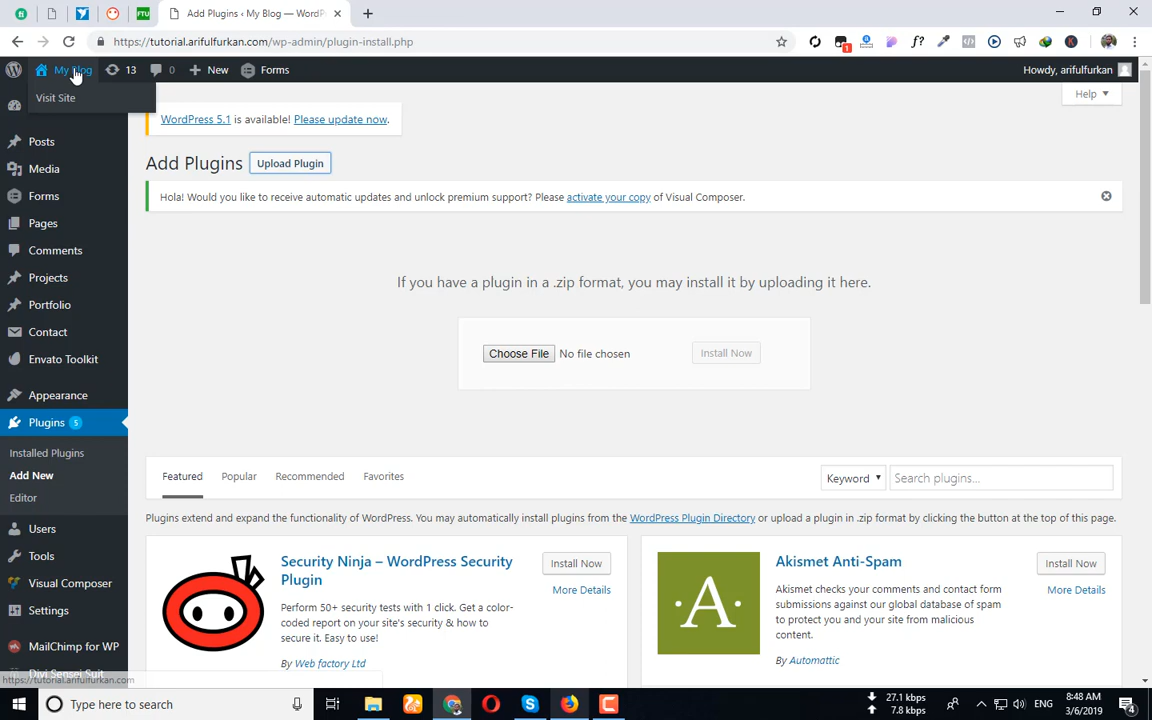 FTU
Add Plugins ‹ My Blog — WordPr
https://tutorial.arifulfurkan.com/wp-admin/plugin-install.php
f?
1
K
My Blog
13
0
New
Forms
Howdy, arifulfurkan
Visit Site
Help
WordPress 5.1 is available! Please update now.
Posts
Media
Forms
Pages
Comments
Projects
Portfolio
Contact
Envato Toolkit
Appearance
Plugins 5
Installed Plugins
Add New
Editor
Users
Tools
Visual Composer
Settings
MailChimp for WP
Divi Sensei Suit
Add Plugins
Upload Plugin
Hola! Would you like to receive automatic updates and unlock premium support? Please activate your copy of Visual Composer.
If you have a plugin in a .zip format, you may install it by uploading it here.
Choose File No file chosen
Install Now
Featured
Popular
Recommended
Favorites
Keyword
Search plugins...
Plugins extend and expand the functionality of WordPress. You may automatically install plugins from the WordPress Plugin Directory or upload a plugin in .zip format by clicking the button at the top of this page.
Security Ninja – WordPress Security
Plugin
Install Now
More Details
Perform 50+ security tests with 1 click. Get a color-
coded report on your site's security & how to
secure it. Easy to use!
By Web factory Ltd
·A·
Akismet Anti-Spam
Install Now
More Details
Akismet checks your comments and contact form
submissions against our global database of spam
to protect you and your site from malicious
content.
By Automattic
https://tutorial.arifulfurkan.com
Type here to search
27.1 kbps
7.8 kbps
ENG
8:48 AM
3/6/2019
4